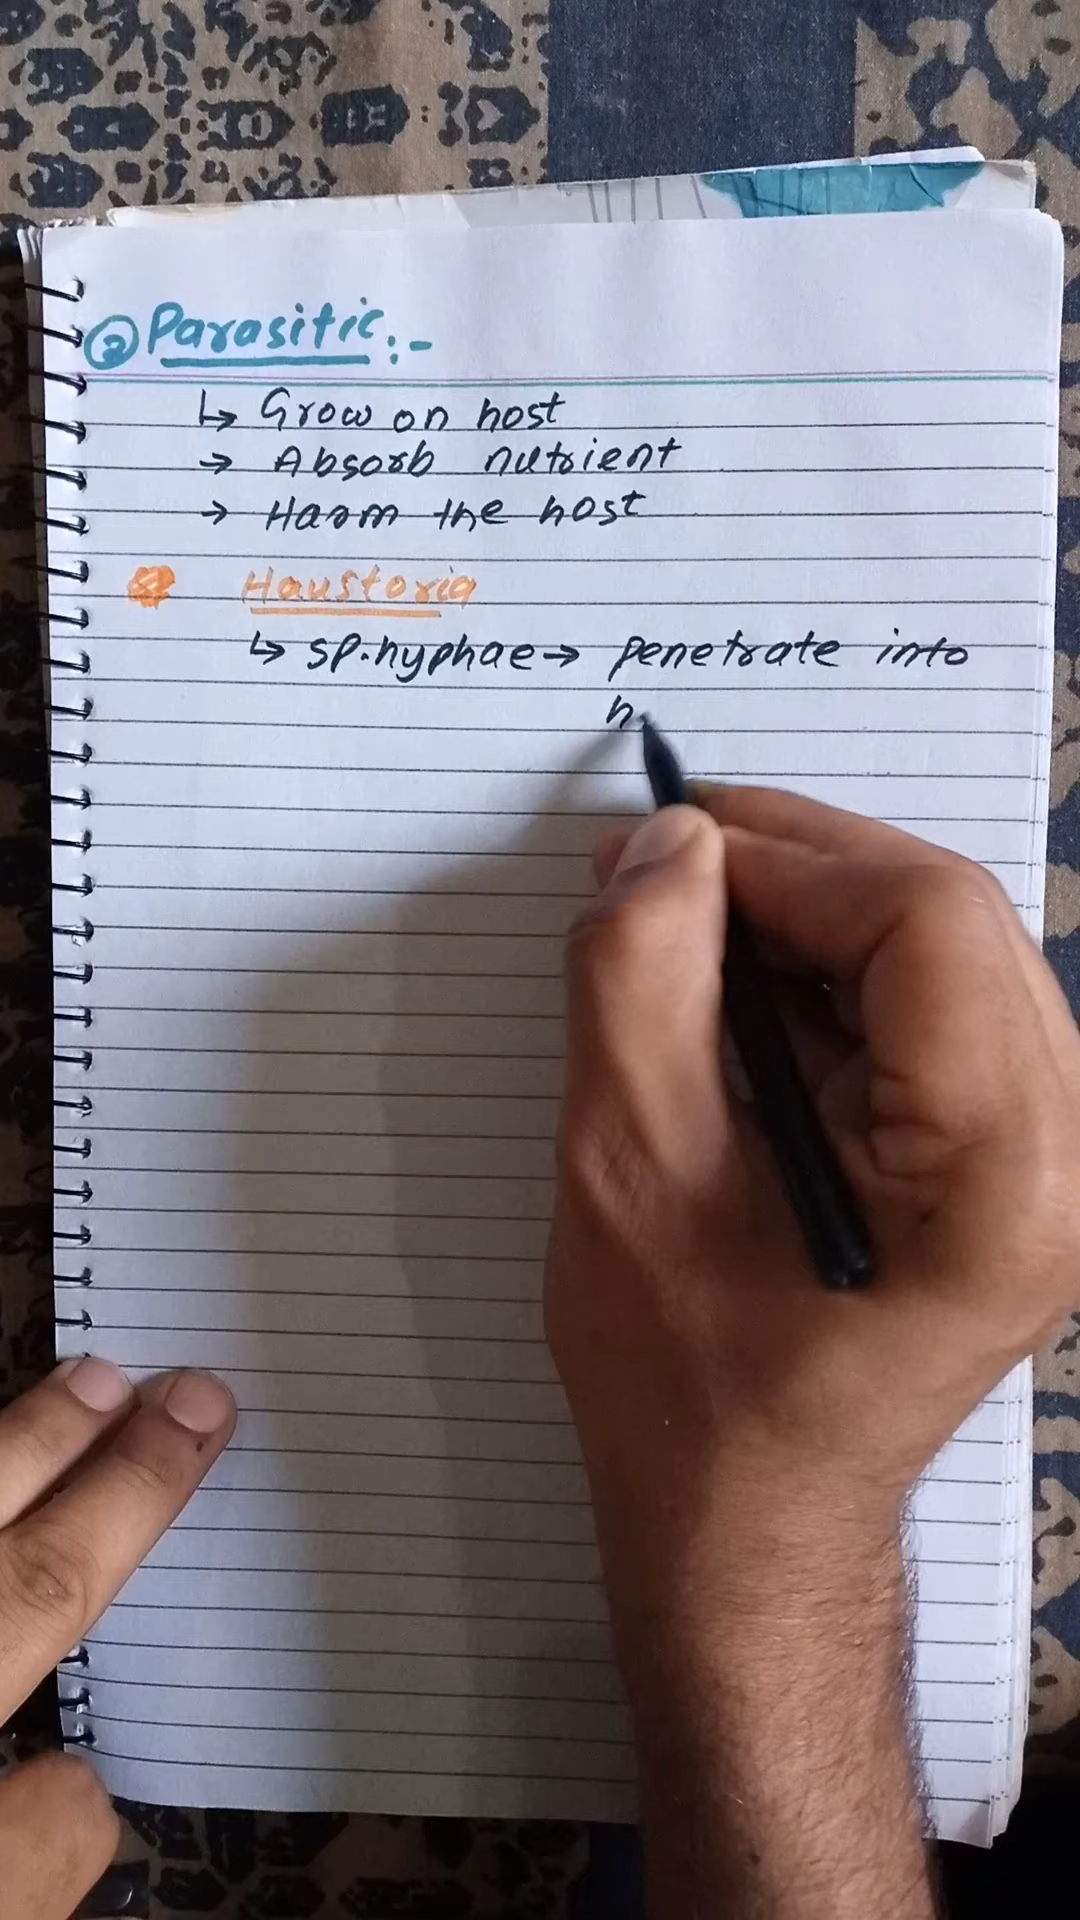 ② Parasitic:-
↳ Grow on host
→ Absorb nutrient
→ Harm the host
Haustoria
↳ sp.hyphae → penetrate into
h